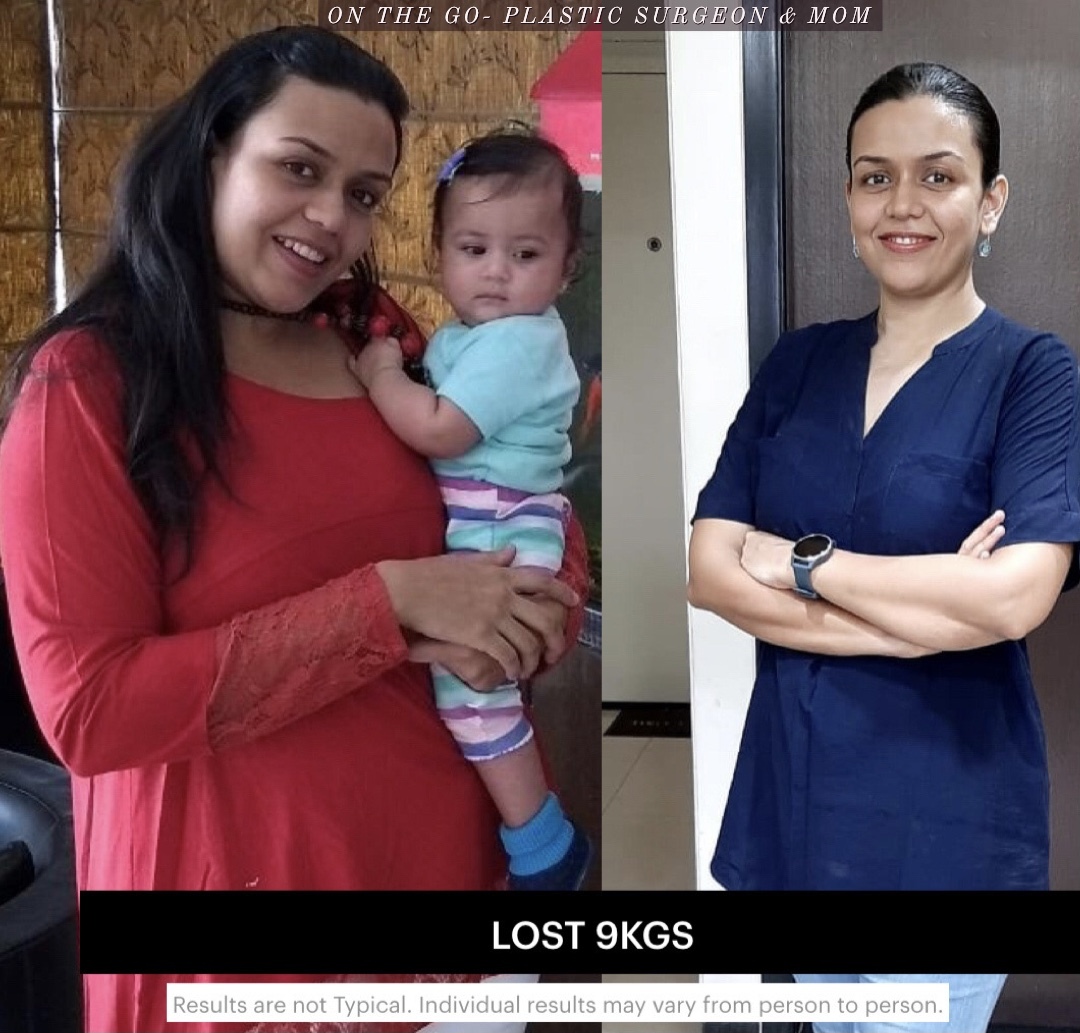 ON THE GO- PLASTIC SURGEON & MOM
LOST 9KGS
Results are not Typical. Individual results may vary from person to person.